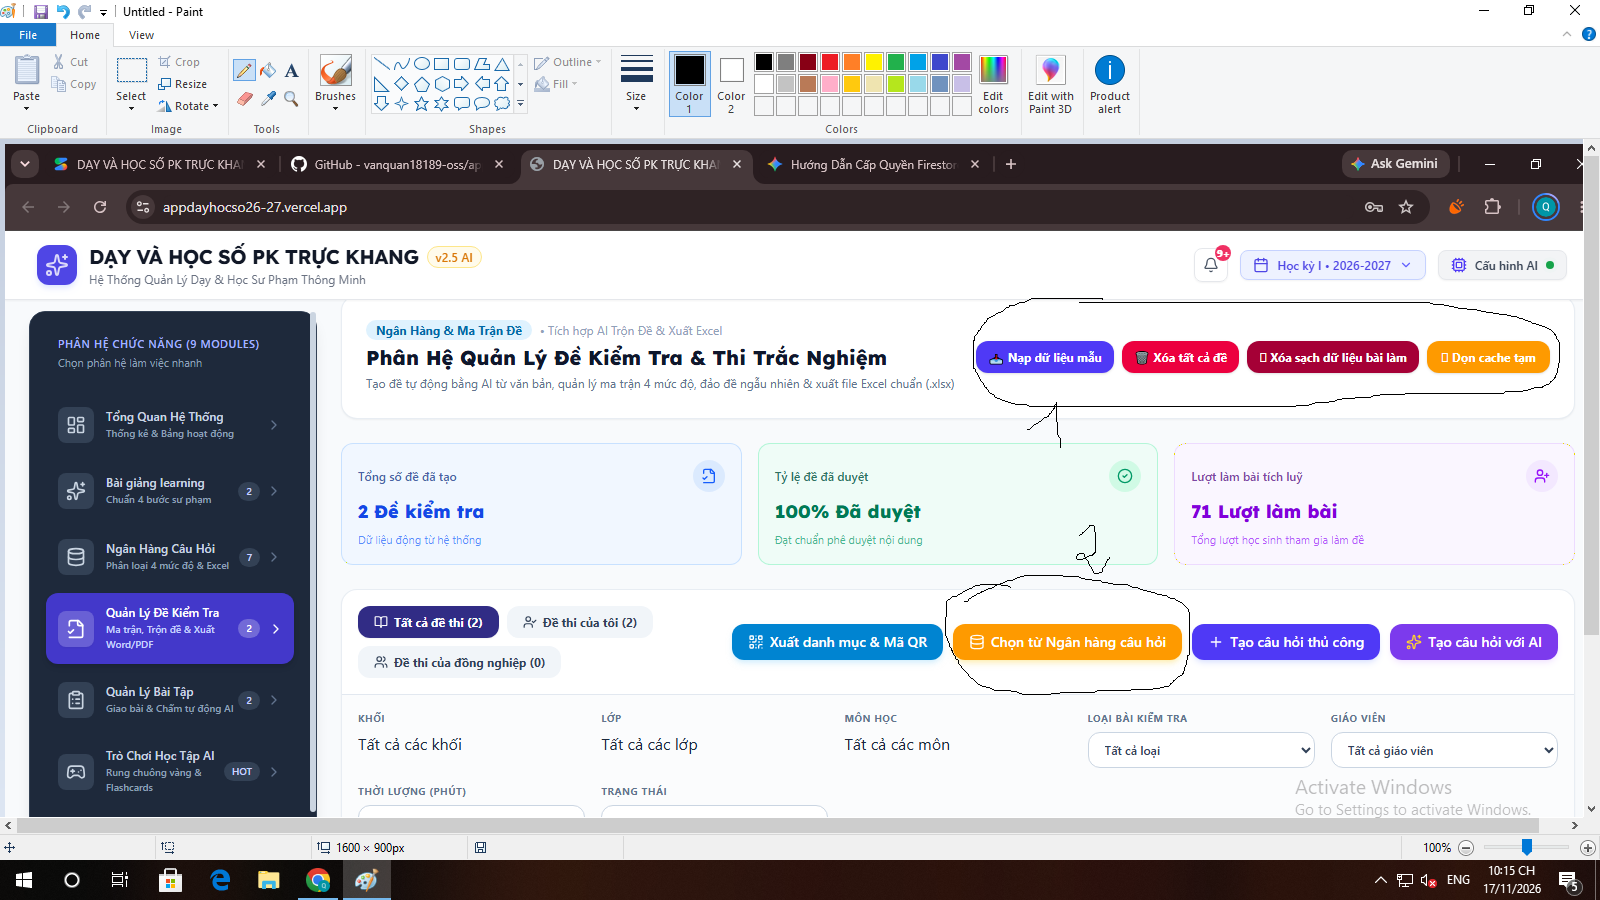 Untitled - Paint
File
Home
View
Paste
Cut
Copy
Clipboard
Select
Crop
Resize
Rotate
Image
A
Tools
Brushes
Shapes
Outline
Fill
Size
Color 1
Color 2
Colors
Edit colors
Edit with Paint 3D
Product alert
DẠY VÀ HỌC SỐ PK TRỰC KHA
GitHub - vanquan18189-oss/ap
DẠY VÀ HỌC SỐ PK TRỰC KHA
Hướng Dẫn Cấp Quyền Firestor
Ask Gemini
appdayhocso26-27.vercel.app
Q
DẠY VÀ HỌC SỐ PK TRỰC KHANG
v2.5 AI
Hệ Thống Quản Lý Dạy & Học Sư Phạm Thông Minh
9+
Học kỳ I • 2026-2027
Cấu hình AI
PHÂN HỆ CHỨC NĂNG (9 MODULES)
Chọn phân hệ làm việc nhanh
Tổng Quan Hệ Thống
Thống kê & Bảng hoạt động
Bài giảng learning
Chuẩn 4 bước sư phạm
2
Ngân Hàng Câu Hỏi
Phân loại 4 mức độ & Excel
7
Quản Lý Đề Kiểm Tra
Ma trận, Trộn đề & Xuất
Word/PDF
2
Quản Lý Bài Tập
Giao bài & Chấm tự động AI
2
Trò Chơi Học Tập AI
Rung chuông vàng &
Flashcards
HOT
Ngân Hàng & Ma Trận Đề
• Tích hợp AI Trộn Đề & Xuất Excel
Phân Hệ Quản Lý Đề Kiểm Tra & Thi Trắc Nghiệm
Tạo đề tự động bằng AI từ văn bản, quản lý ma trận 4 mức độ, đảo đề ngẫu nhiên & xuất file Excel chuẩn (.xlsx)
Nạp dữ liệu mẫu
Xóa tất cả đề
Xóa sạch dữ liệu bài làm
Dọn cache tạm
1
Tổng số đề đã tạo
2 Đề kiểm tra
Dữ liệu động từ hệ thống
Tỷ lệ đề đã duyệt
100% Đã duyệt
Đạt chuẩn phê duyệt nội dung
Lượt làm bài tích luỹ
71 Lượt làm bài
Tổng lượt học sinh tham gia làm đề
2
Tất cả đề thi (2)
Đề thi của tôi (2)
Đề thi của đồng nghiệp (0)
Xuất danh mục & Mã QR
Chọn từ Ngân hàng câu hỏi
Tạo câu hỏi thủ công
Tạo câu hỏi với AI
KHỐI
Tất cả các khối
LỚP
Tất cả các lớp
MÔN HỌC
Tất cả các môn
LOẠI BÀI KIỂM TRA
Tất cả loại
GIÁO VIÊN
Tất cả giáo viên
THỜI LƯỢNG (PHÚT)
TRẠNG THÁI
Activate Windows
Go to Settings to activate Windows.
1600 × 900px
100%
ENG
10:15 CH
17/11/2026
5